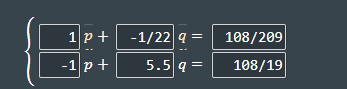 1 p + -1/22 q = 108/209
-1 p + 5.5 q = 108/19